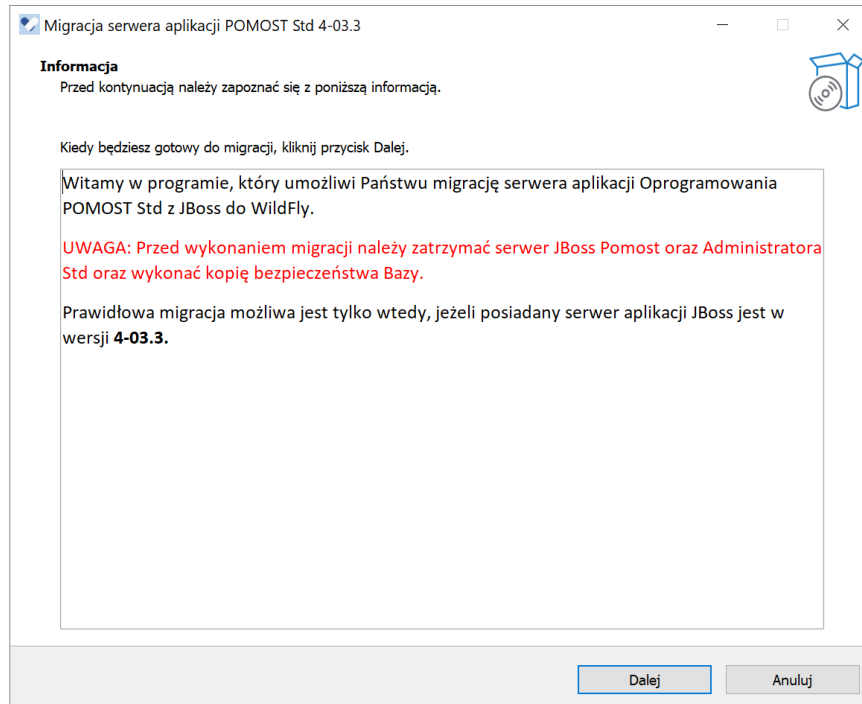 Migracja serwera aplikacji POMOST Std 4-03.3
Informacja
Przed kontynuacją należy zapoznać się z poniższą informacją.
Kiedy będziesz gotowy do migracji, kliknij przycisk Dalej.
Witamy w programie, który umożliwi Państwu migrację serwera aplikacji Oprogramowania
POMOST Std z JBoss do WildFly.
UWAGA: Przed wykonaniem migracji należy zatrzymać serwer JBoss Pomost oraz Administratora
Std oraz wykonać kopię bezpieczeństwa Bazy.
Prawidłowa migracja możliwa jest tylko wtedy, jeżeli posiadany serwer aplikacji JBoss jest w
wersji 4-03.3.
Dalej
Anuluj